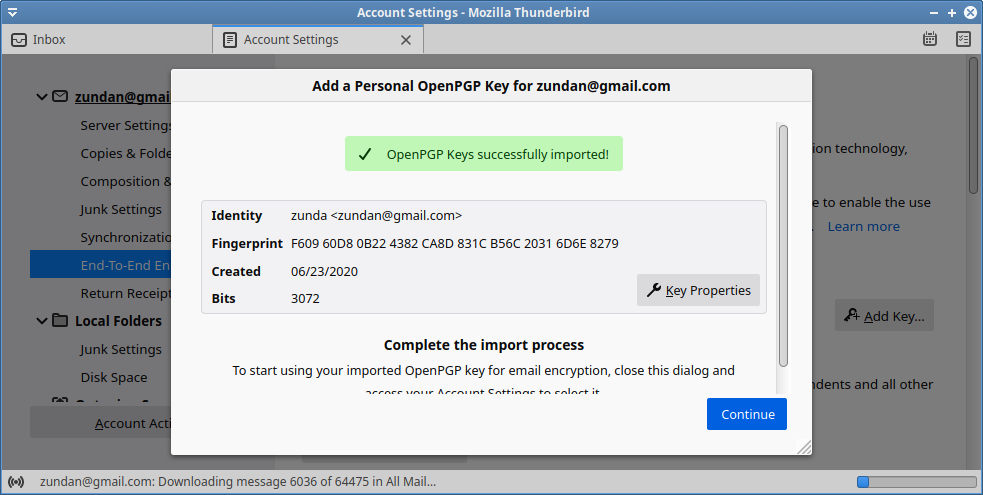 Account Settings - Mozilla Thunderbird
Inbox
Account Settings
Add a Personal OpenPGP Key for zundan@gmail.com
zundan@gmai
Server Settings
Copies & Folde
Composition &
Junk Settings
Synchronizatio
End-To-End En
Return Receipt
Local Folders
Junk Settings
Disk Space
Account Acti
OpenPGP Keys successfully imported!
Identity zunda <zundan@gmail.com>
Fingerprint F609 60D8 0B22 4382 CA8D 831C B56C 2031 6D6E 8279
Created 06/23/2020
Bits 3072
Key Properties
Complete the import process
To start using your imported OpenPGP key for email encryption, close this dialog and
access your Account Settings to select it
Continue
ion technology,
e to enable the use
Learn more
Add Key...
ndents and all other
zundan@gmail.com: Downloading message 6036 of 64475 in All Mail...